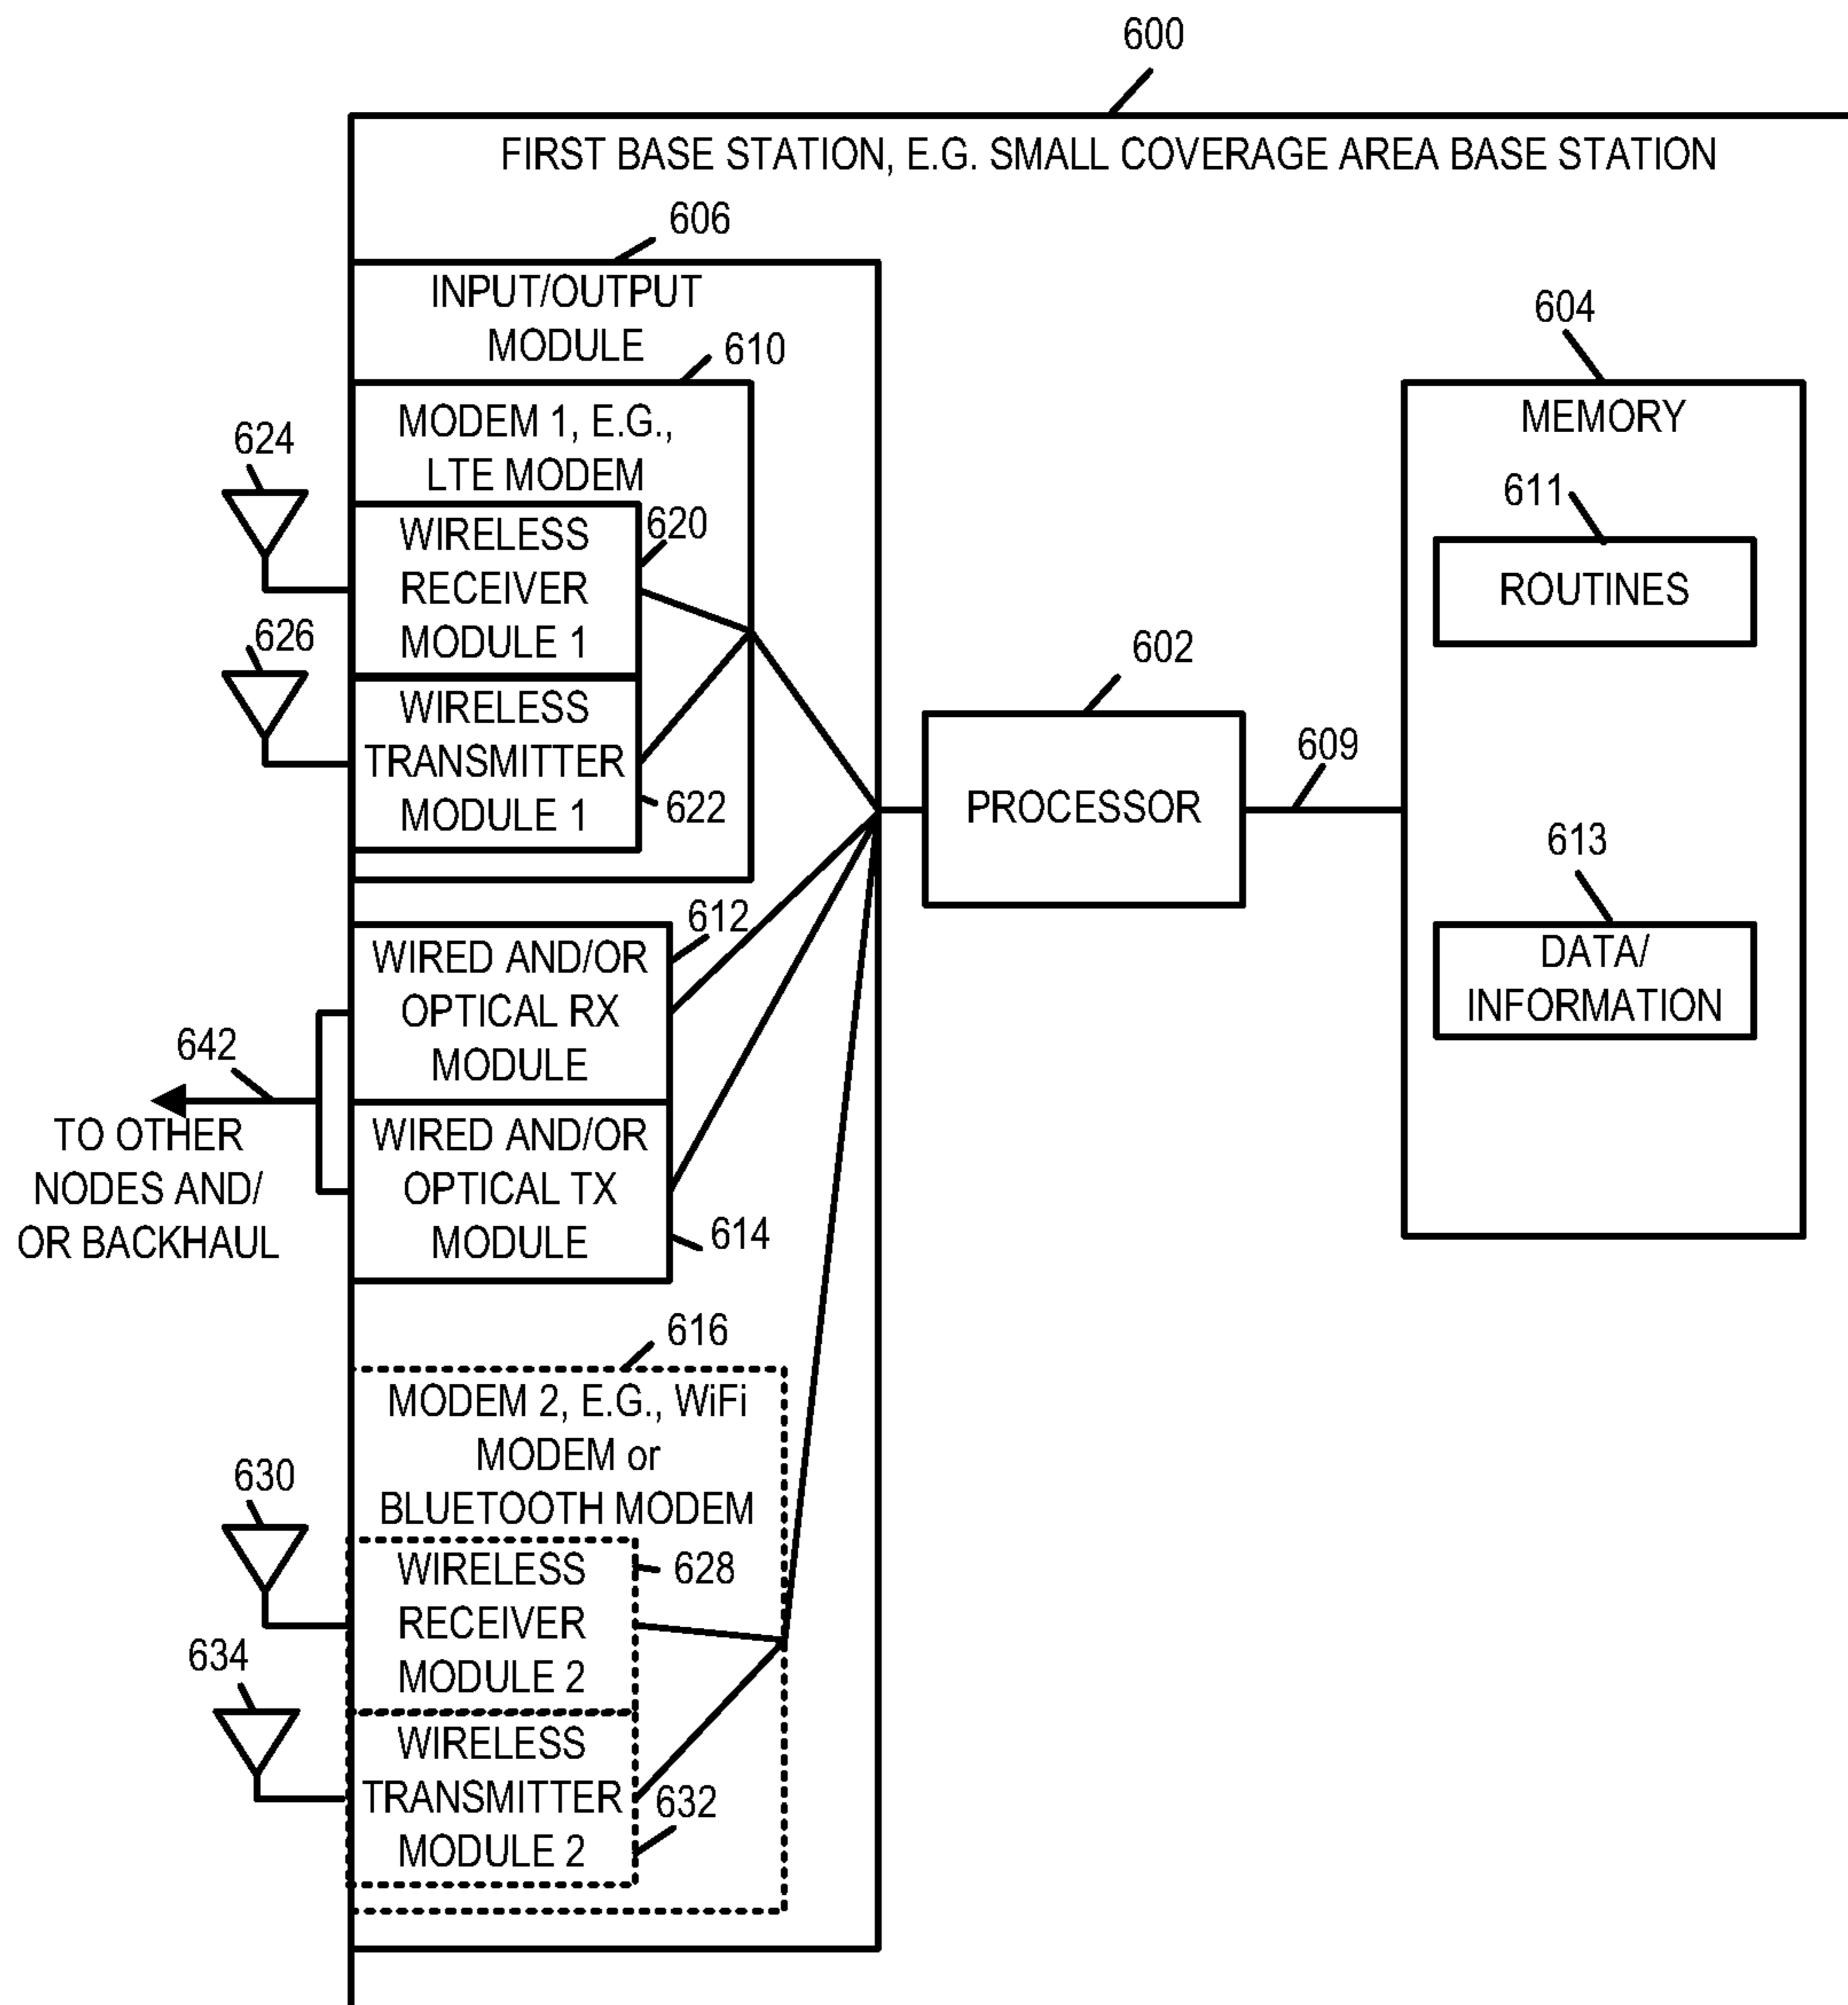 600
FIRST BASE STATION, E.G. SMALL COVERAGE AREA BASE STATION
606
INPUT/OUTPUT
MODULE
610
MODEM 1, E.G.,
LTE MODEM
624
620
WIRELESS
RECEIVER
MODULE 1
626
WIRELESS
TRANSMITTER
MODULE 1
622
612
WIRED AND/OR
OPTICAL RX
MODULE
642
TO OTHER
NODES AND/
OR BACKHAUL
WIRED AND/OR
OPTICAL TX
MODULE
614
616
MODEM 2, E.G., WiFi
MODEM or
BLUETOOTH MODEM
630
WIRELESS
RECEIVER
MODULE 2
628
634
WIRELESS
TRANSMITTER
MODULE 2
632
602
PROCESSOR
609
604
MEMORY
611
ROUTINES
613
DATA/
INFORMATION